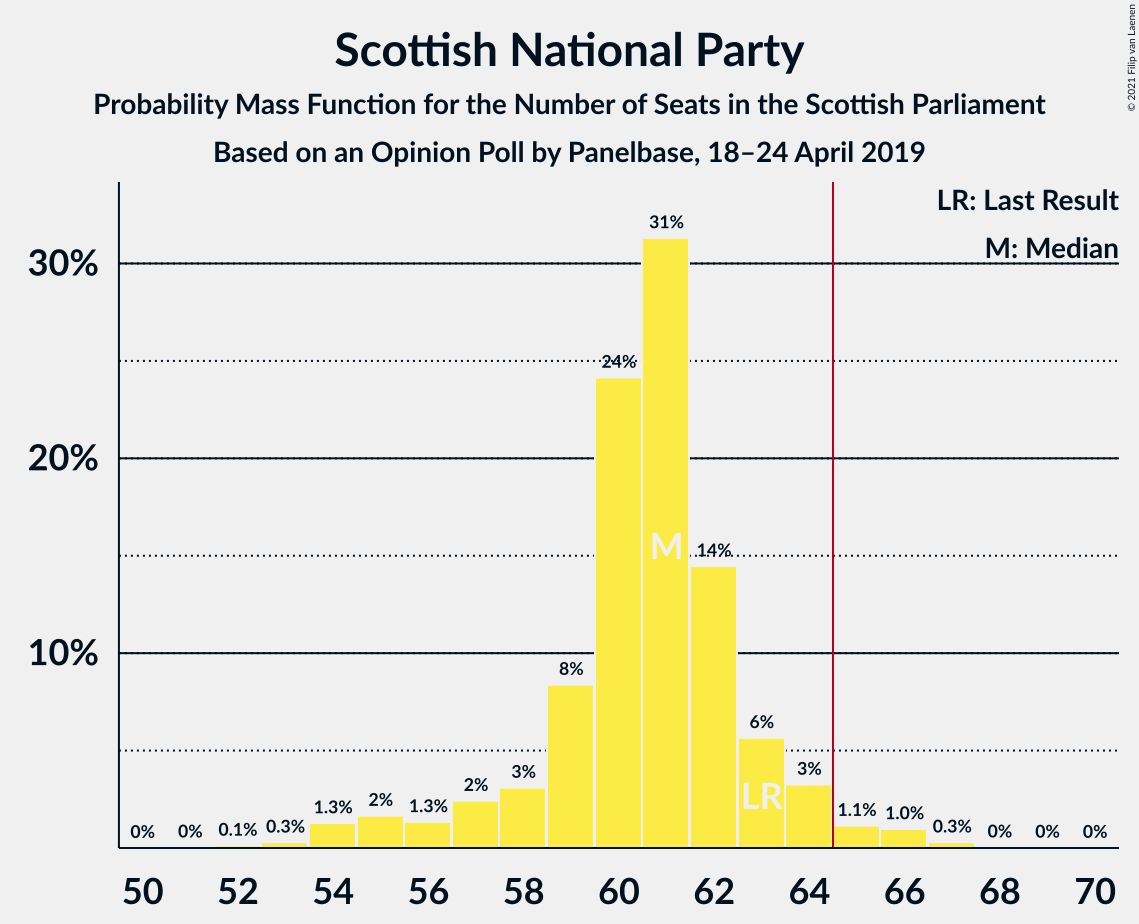 Scottish National Party
Probability Mass Function for the Number of Seats in the Scottish Parliament
Based on an Opinion Poll by Panelbase, 18–24 April 2019
© 2021 Filip van Laenen
LR: Last Result
M: Median
30%
20%
10%
0%
0%
0.1%
0.3%
1.3%
2%
1.3%
2%
3%
8%
24%
31%
14%
6%
3%
1.1%
1.0%
0.3%
0%
0%
0%
M
LR
50 52 54 56 58 60 62 64 66 68 70